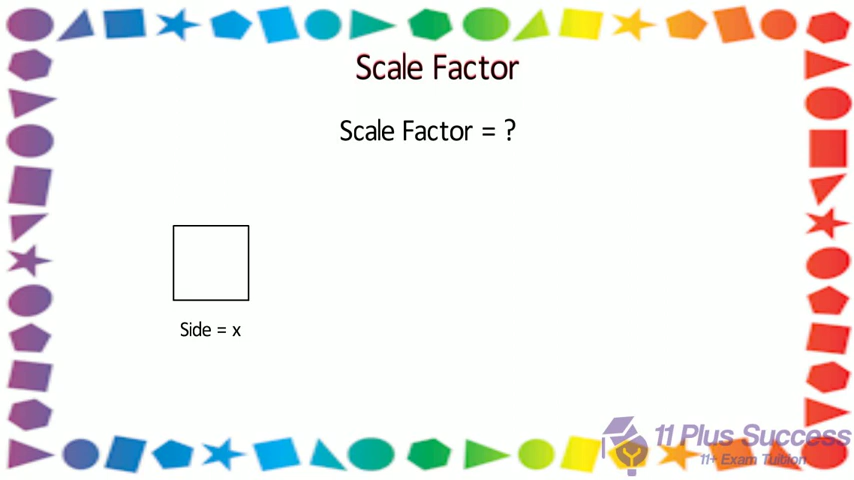 Scale Factor
Scale Factor = ?
Side = x
11 Plus Success
11+ Exam Tuition